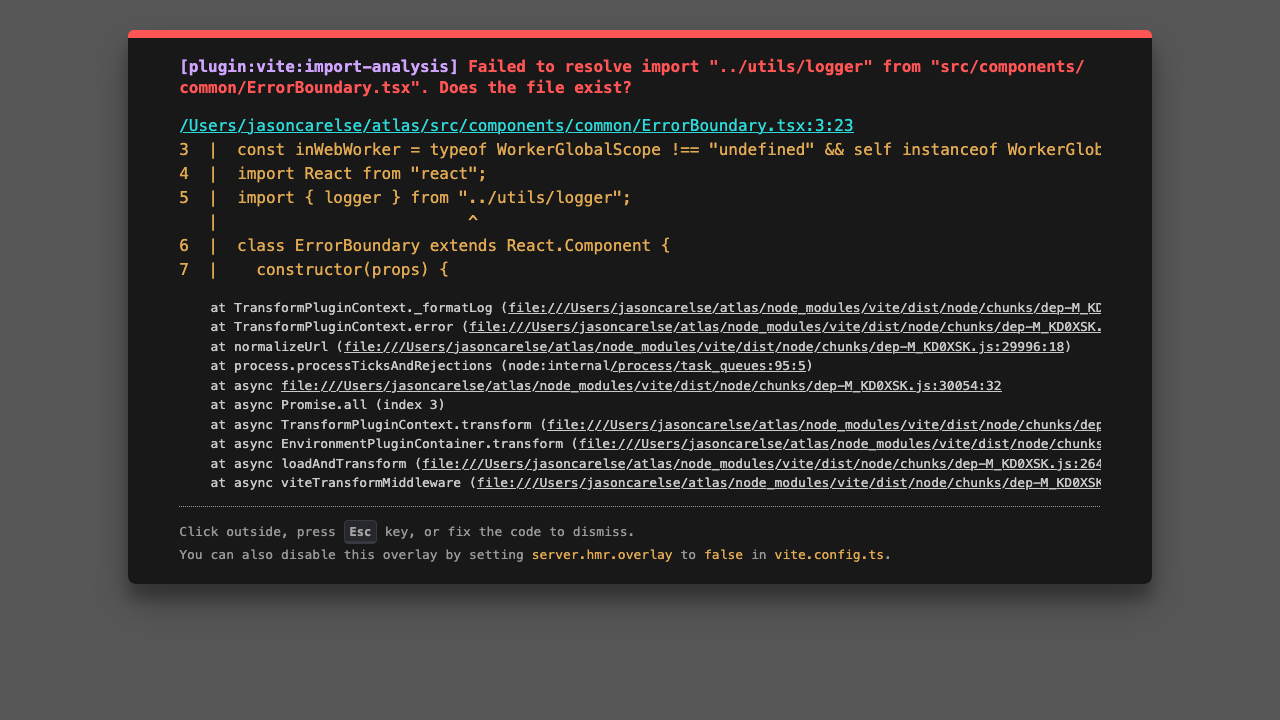 [plugin:vite:import-analysis] Failed to resolve import "../utils/logger" from "src/components/
common/ErrorBoundary.tsx". Does the file exist?
/Users/jasoncarelse/atlas/src/components/common/ErrorBoundary.tsx:3:23
3  |  const inWebWorker = typeof WorkerGlobalScope !== "undefined" && self instanceof WorkerGlob
4  |  import React from "react";
5  |  import { logger } from "../utils/logger";
   |                          ^
6  |  class ErrorBoundary extends React.Component {
7  |    constructor(props) {
at TransformPluginContext._formatLog (file:///Users/jasoncarelse/atlas/node_modules/vite/dist/node/chunks/dep-M_KD
at TransformPluginContext.error (file:///Users/jasoncarelse/atlas/node_modules/vite/dist/node/chunks/dep-M_KD0XSK.
at normalizeUrl (file:///Users/jasoncarelse/atlas/node_modules/vite/dist/node/chunks/dep-M_KD0XSK.js:29996:18)
at process.processTicksAndRejections (node:internal/process/task_queues:95:5)
at async file:///Users/jasoncarelse/atlas/node_modules/vite/dist/node/chunks/dep-M_KD0XSK.js:30054:32
at async Promise.all (index 3)
at async TransformPluginContext.transform (file:///Users/jasoncarelse/atlas/node_modules/vite/dist/node/chunks/dep
at async EnvironmentPluginContainer.transform (file:///Users/jasoncarelse/atlas/node_modules/vite/dist/node/chunks
at async loadAndTransform (file:///Users/jasoncarelse/atlas/node_modules/vite/dist/node/chunks/dep-M_KD0XSK.js:264
at async viteTransformMiddleware (file:///Users/jasoncarelse/atlas/node_modules/vite/dist/node/chunks/dep-M_KD0XSK
Click outside, press Esc key, or fix the code to dismiss.
You can also disable this overlay by setting server.hmr.overlay to false in vite.config.ts.